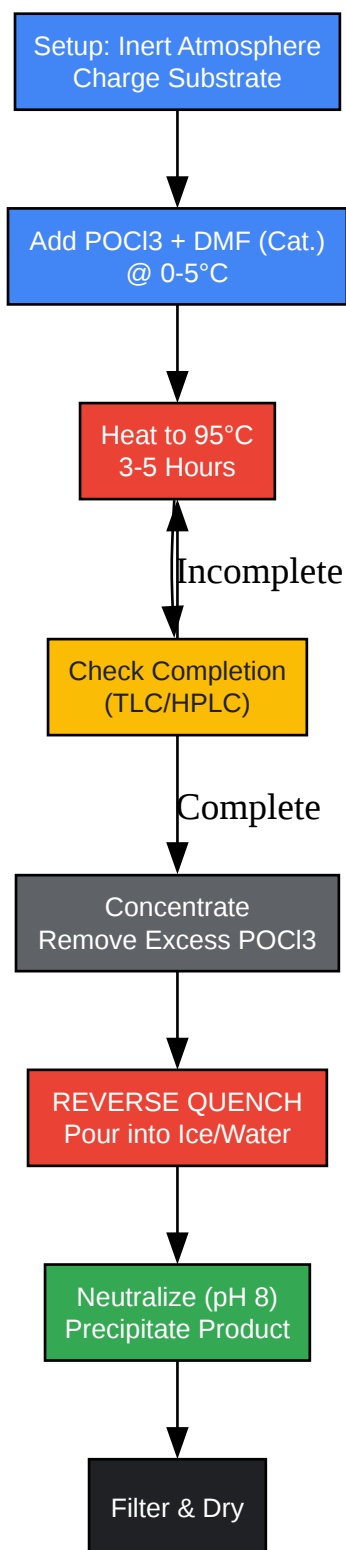 Setup: Inert Atmosphere
Charge Substrate
Add POCl3 + DMF (Cat.)
@ 0-5°C
Heat to 95°C
3-5 Hours
Incomplete
Check Completion
(TLC/HPLC)
Complete
Concentrate
Remove Excess POCl3
REVERSE QUENCH
Pour into Ice/Water
Neutralize (pH 8)
Precipitate Product
Filter & Dry